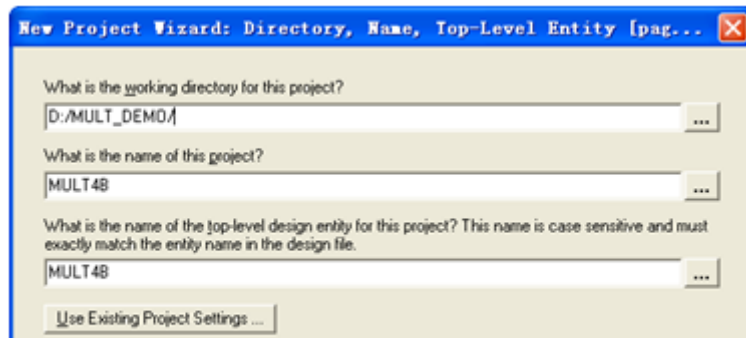 New Project Wizard: Directory, Name, Top-Level Entity [pag...
What is the working directory for this project?
D:/MULT_DEMO/
...
What is the name of this project?
MULT4B
...
What is the name of the top-level design entity for this project? This name is case sensitive and must
exactly match the entity name in the design file.
MULT4B
...
Use Existing Project Settings ...